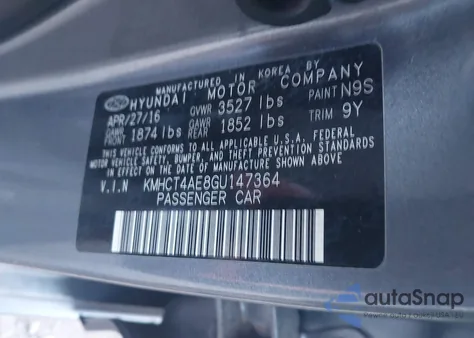 MANUFACTURED IN KOREA BY
HYUNDAI MOTOR COMPANY
APR/27/16 GVWR 3527 lbs PAINT N9S
GAWR FRONT 1874 lbs GAWR REAR 1852 lbs TRIM 9Y
THIS VEHICLE CONFORMS TO ALL APPLICABLE U.S.A. FEDERAL
MOTOR VEHICLE SAFETY, BUMPER, AND THEFT PREVENTION
STANDARDS IN EFFECT ON THE DATE OF MANUFACTURE SHOWN ABOVE.
V.I.N KMHCT4AE8GU147364
PASSENGER CAR
autoSnap